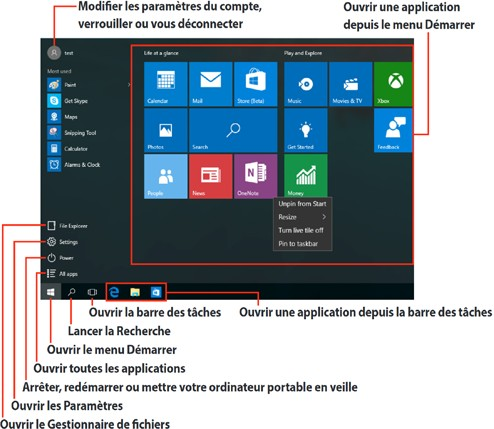 Modifier les paramètres du compte,
verrouiller ou vous déconnecter
Ouvrir une application
depuis le menu Démarrer
test
Most used
Paint
Get Skype
Maps
Snipping Tool
Calculator
Alarms & Clock
File Explorer
Settings
Power
All apps
Life at a glance
Play and Explore
Calendar
Mail
Store (Beta)
Music
Movies & TV
Xbox
Photos
Search
Get Started
Feedback
People
News
OneNote
Money
Unpin from Start
Resize
Turn live tile off
Pin to taskbar
Ouvrir la barre des tâches
Ouvrir une application depuis la barre des tâches
Lancer la Recherche
Ouvrir le menu Démarrer
Ouvrir toutes les applications
Arrêter, redémarrer ou mettre votre ordinateur portable en veille
Ouvrir les Paramètres
Ouvrir le Gestionnaire de fichiers